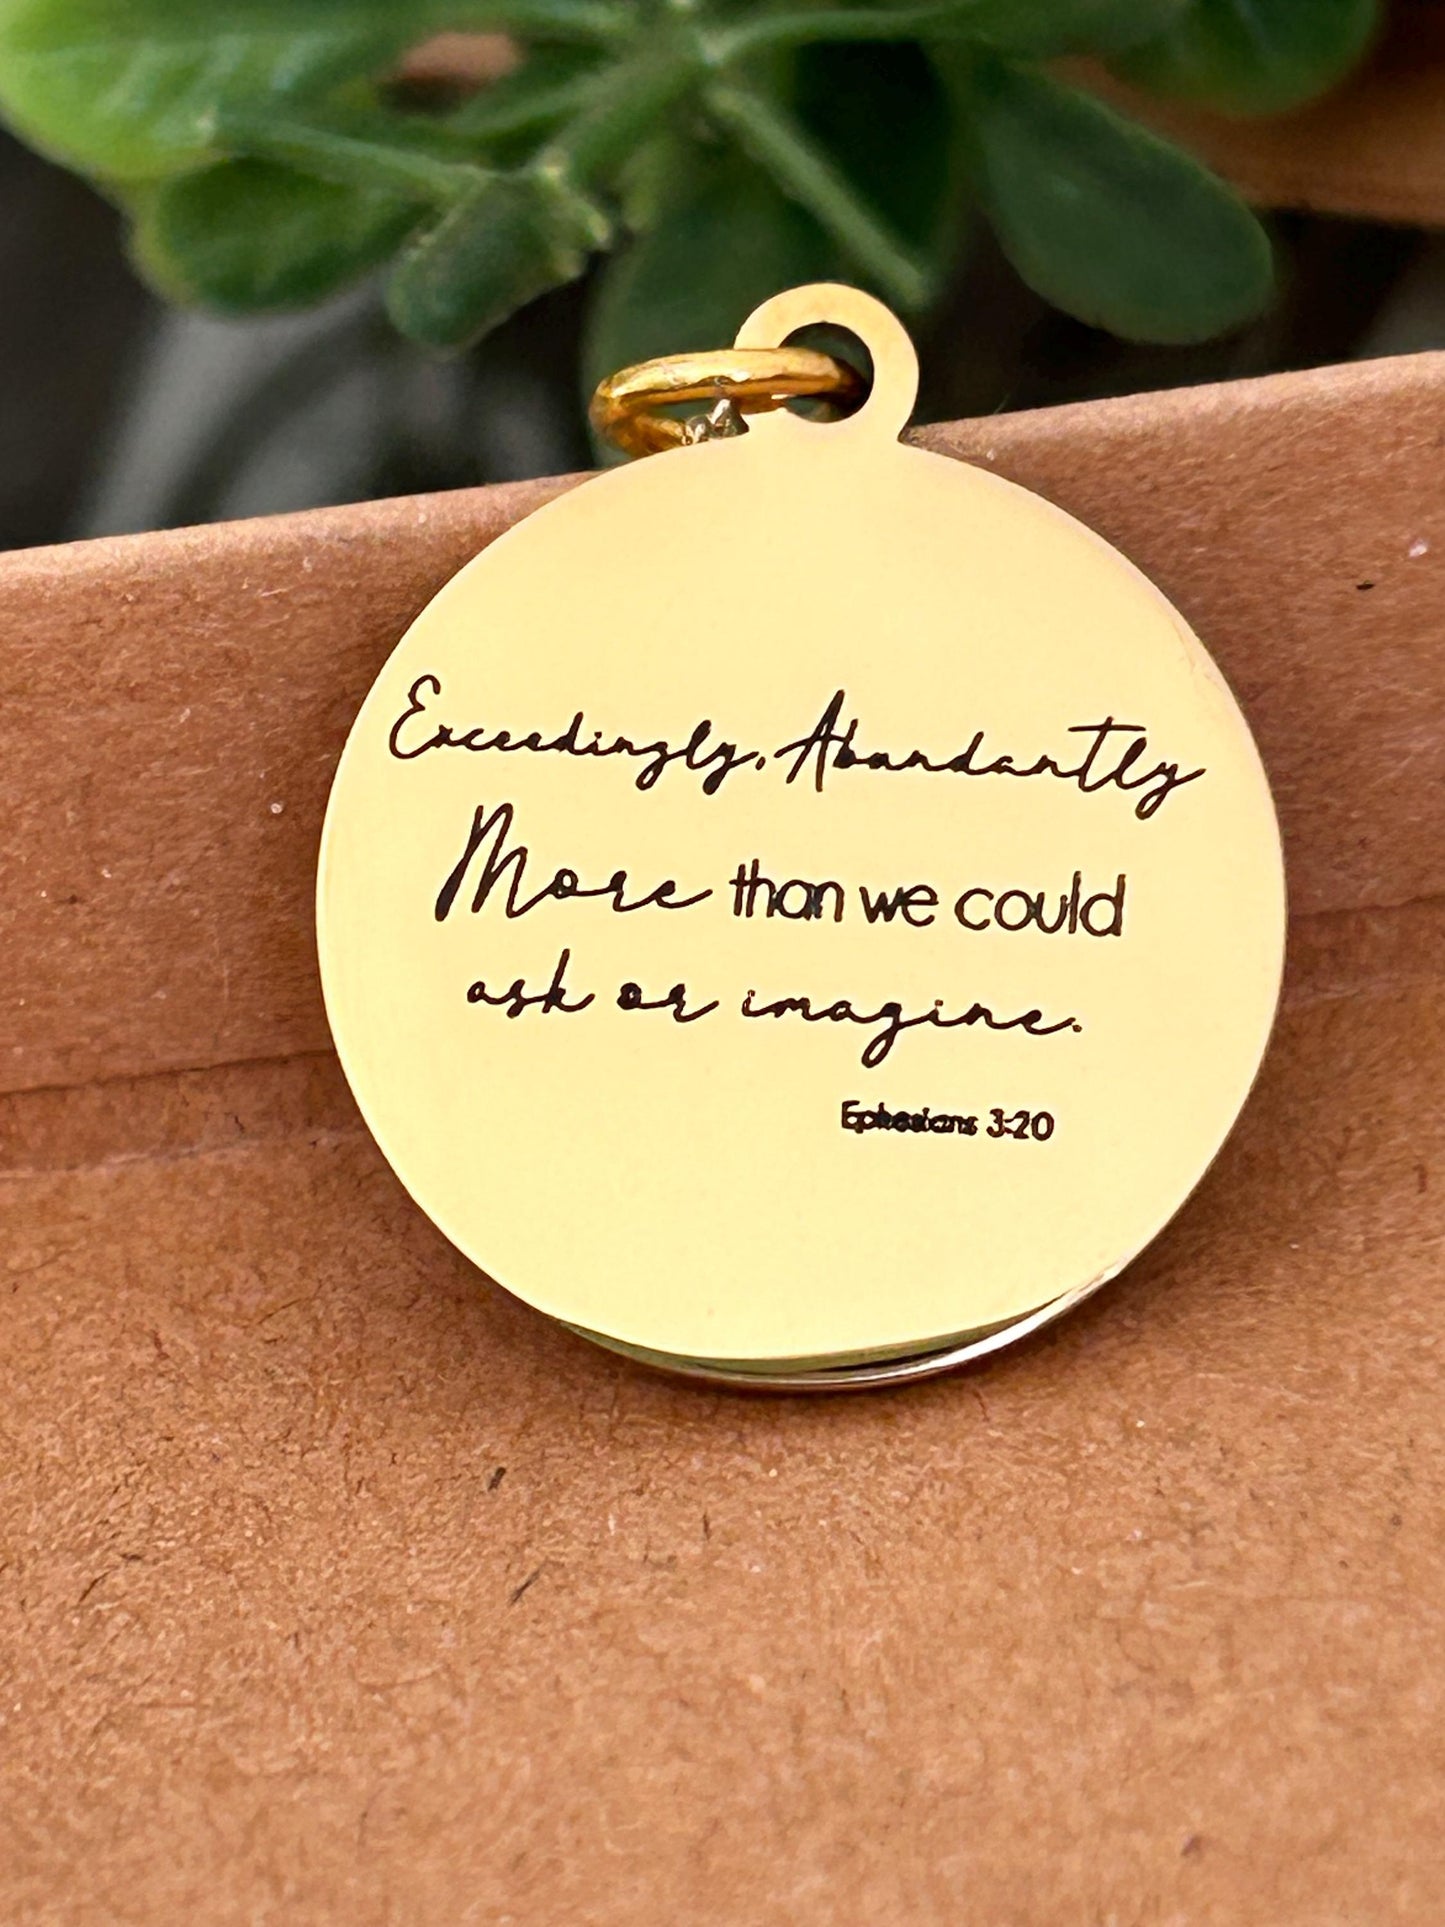 Exceedingly, Abundantly
More than we could
ask or imagine.
Ephesians 3:20